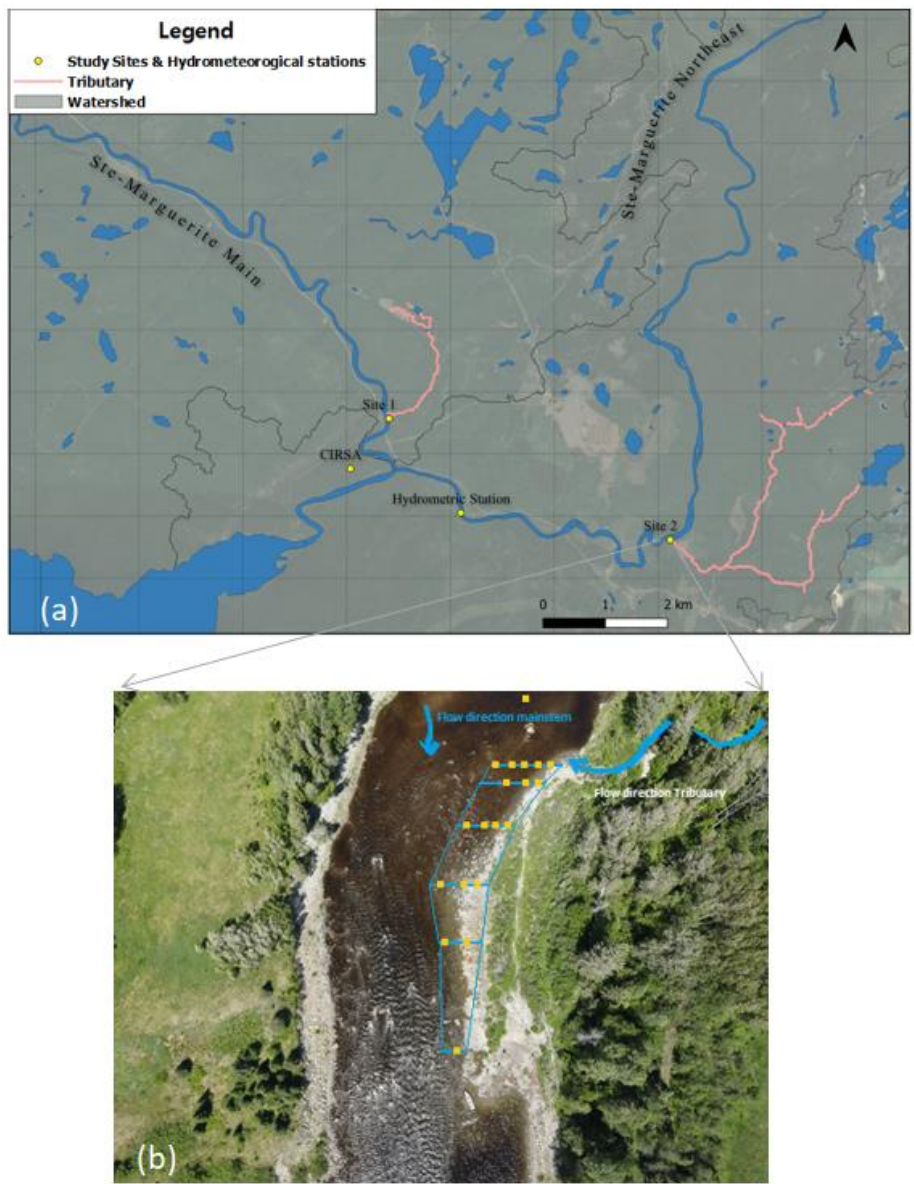 Legend
Study Sites & Hydrometeorogical stations
Tributary
Watershed
Ste-Marguerite Main
Ste-Marguerite Northeast
Site 1
CIRSA
Hydrometric Station
Site 2
(a)
0 1 2 km
Flow direction mainstem
Flow direction Tributary
(b)